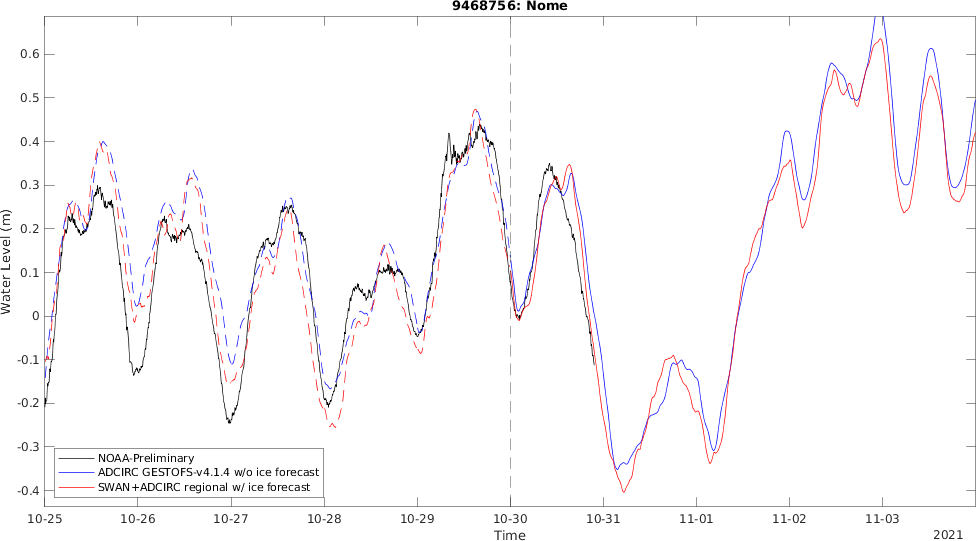 9468756: Nome
Water Level (m)
0.6
0.5
0.4
0.3
0.2
0.1
0
-0.1
-0.2
-0.3
-0.4
NOAA-Preliminary
ADCIRC GESTOFS-v4.1.4 w/o ice forecast
SWAN+ADCIRC regional w/ ice forecast
10-25 10-26 10-27 10-28 10-29 10-30 10-31 11-01 11-02 11-03
Time
2021